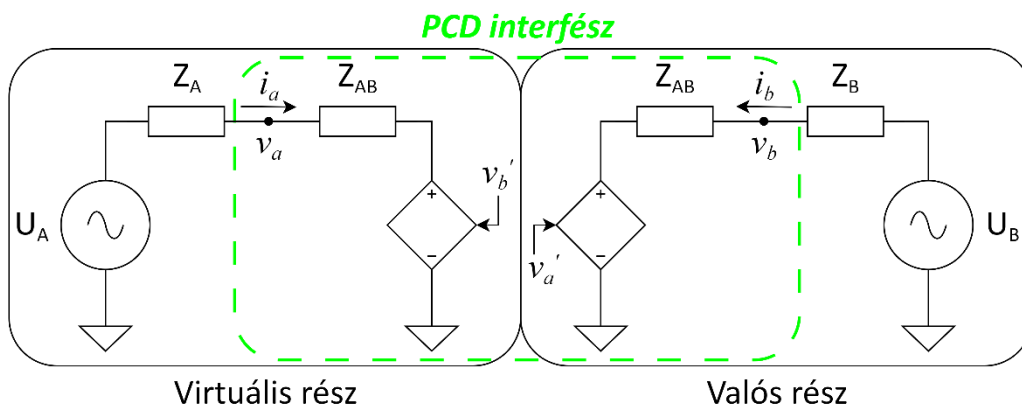 PCD interfész
Z_A
i_a
Z_AB
Z_AB
i_b
Z_B
v_a
v_b
+
v_b'
+
U_A
U_B
−
v_a'
−
Virtuális rész
Valós rész